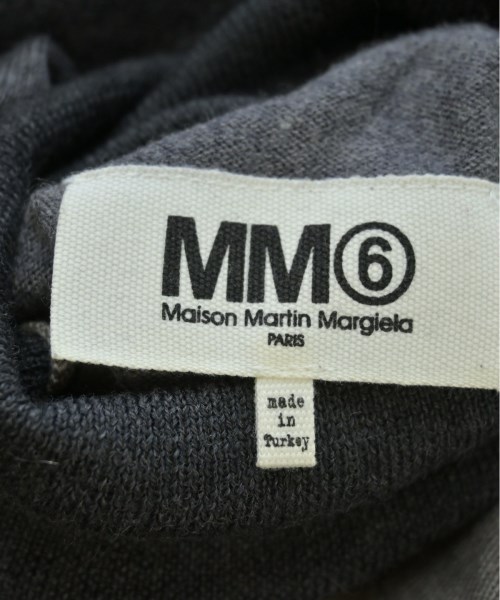 MM⑥
Maison Martin Margiela
PARIS
made
in
Turkey